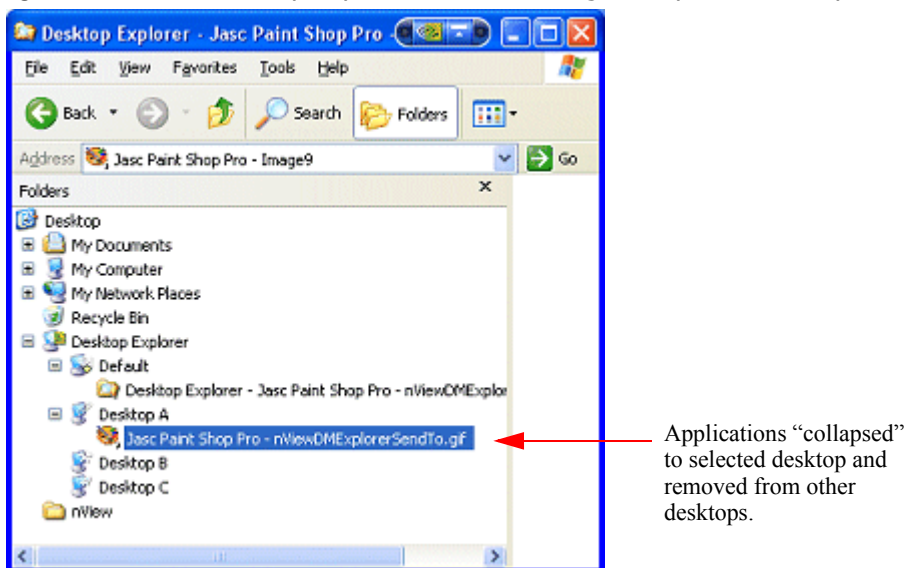 Desktop Explorer - Jasc Paint Shop Pro -
File Edit View Favorites Tools Help
Back Search Folders
Address Jasc Paint Shop Pro - Image9 Go
Folders x
Desktop
My Documents
My Computer
My Network Places
Recycle Bin
Desktop Explorer
Default
Desktop Explorer - Jasc Paint Shop Pro - nViewDMExplor
Desktop A
Jasc Paint Shop Pro - nViewDMExplorerSendTo.gif
Desktop B
Desktop C
nView
Applications “collapsed”
to selected desktop and
removed from other
desktops.